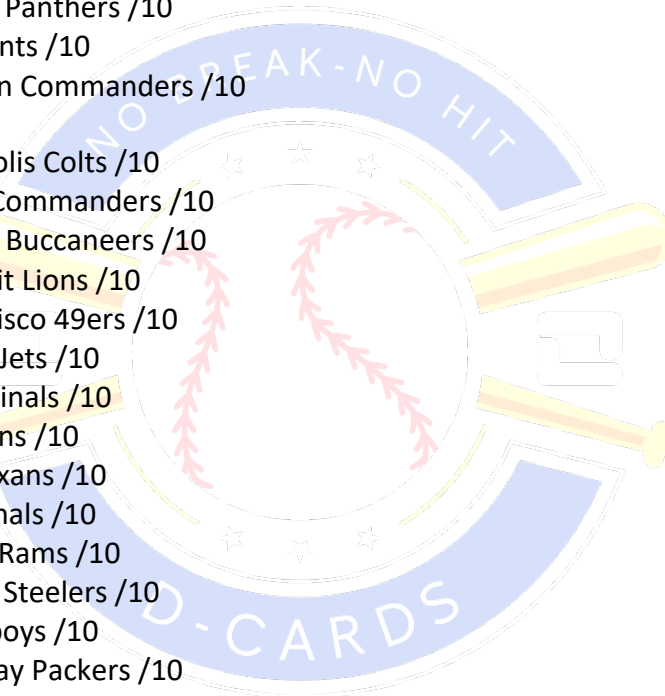 Panthers /10
nts /10
n Commanders /10
NO BREAK-NO HIT
olis Colts /10
Commanders /10
Buccaneers /10
it Lions /10
isco 49ers /10
Jets /10
inals /10
ns /10
xans /10
nals /10
Rams /10
Steelers /10
boys /10
ay Packers /10
D-CARDS